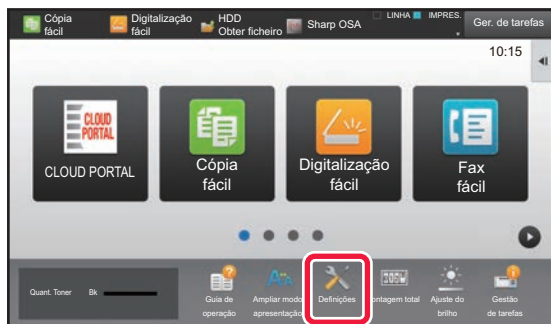 Cópia
fácil
Digitalização
fácil
HDD
Obter ficheiro
Sharp OSA
LINHA
IMPRES.
Ger. de tarefas
10:15
CLOUD
PORTAL
CLOUD PORTAL
Cópia
fácil
Digitalização
fácil
Fax
fácil
Quant. Toner Bk
Guia de
operação
Ampliar modo
apresentação
Definições
ontagem total
Ajuste do
brilho
Gestão
de tarefas